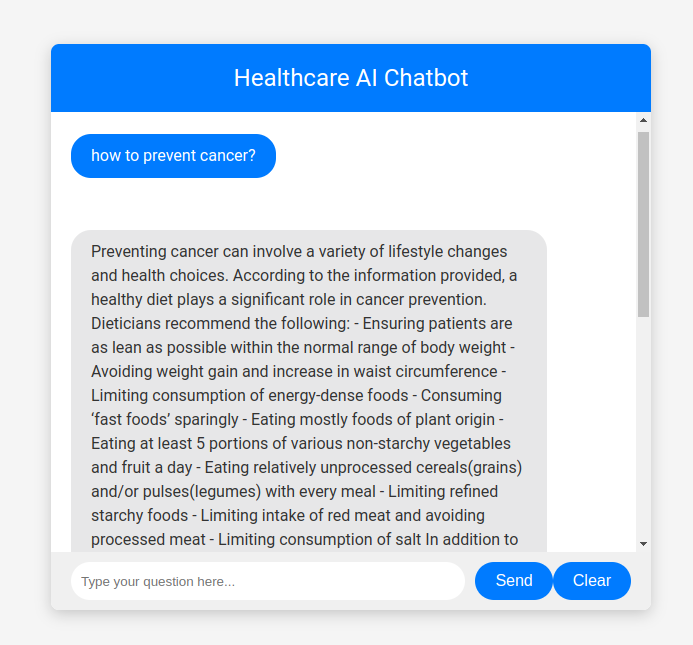 Healthcare AI Chatbot
how to prevent cancer?
Preventing cancer can involve a variety of lifestyle changes
and health choices. According to the information provided, a
healthy diet plays a significant role in cancer prevention.
Dieticians recommend the following: - Ensuring patients are
as lean as possible within the normal range of body weight -
Avoiding weight gain and increase in waist circumference -
Limiting consumption of energy-dense foods - Consuming
‘fast foods’ sparingly - Eating mostly foods of plant origin -
Eating at least 5 portions of various non-starchy vegetables
and fruit a day - Eating relatively unprocessed cereals(grains)
and/or pulses(legumes) with every meal - Limiting refined
starchy foods - Limiting intake of red meat and avoiding
processed meat - Limiting consumption of salt In addition to
Type your question here... Send Clear